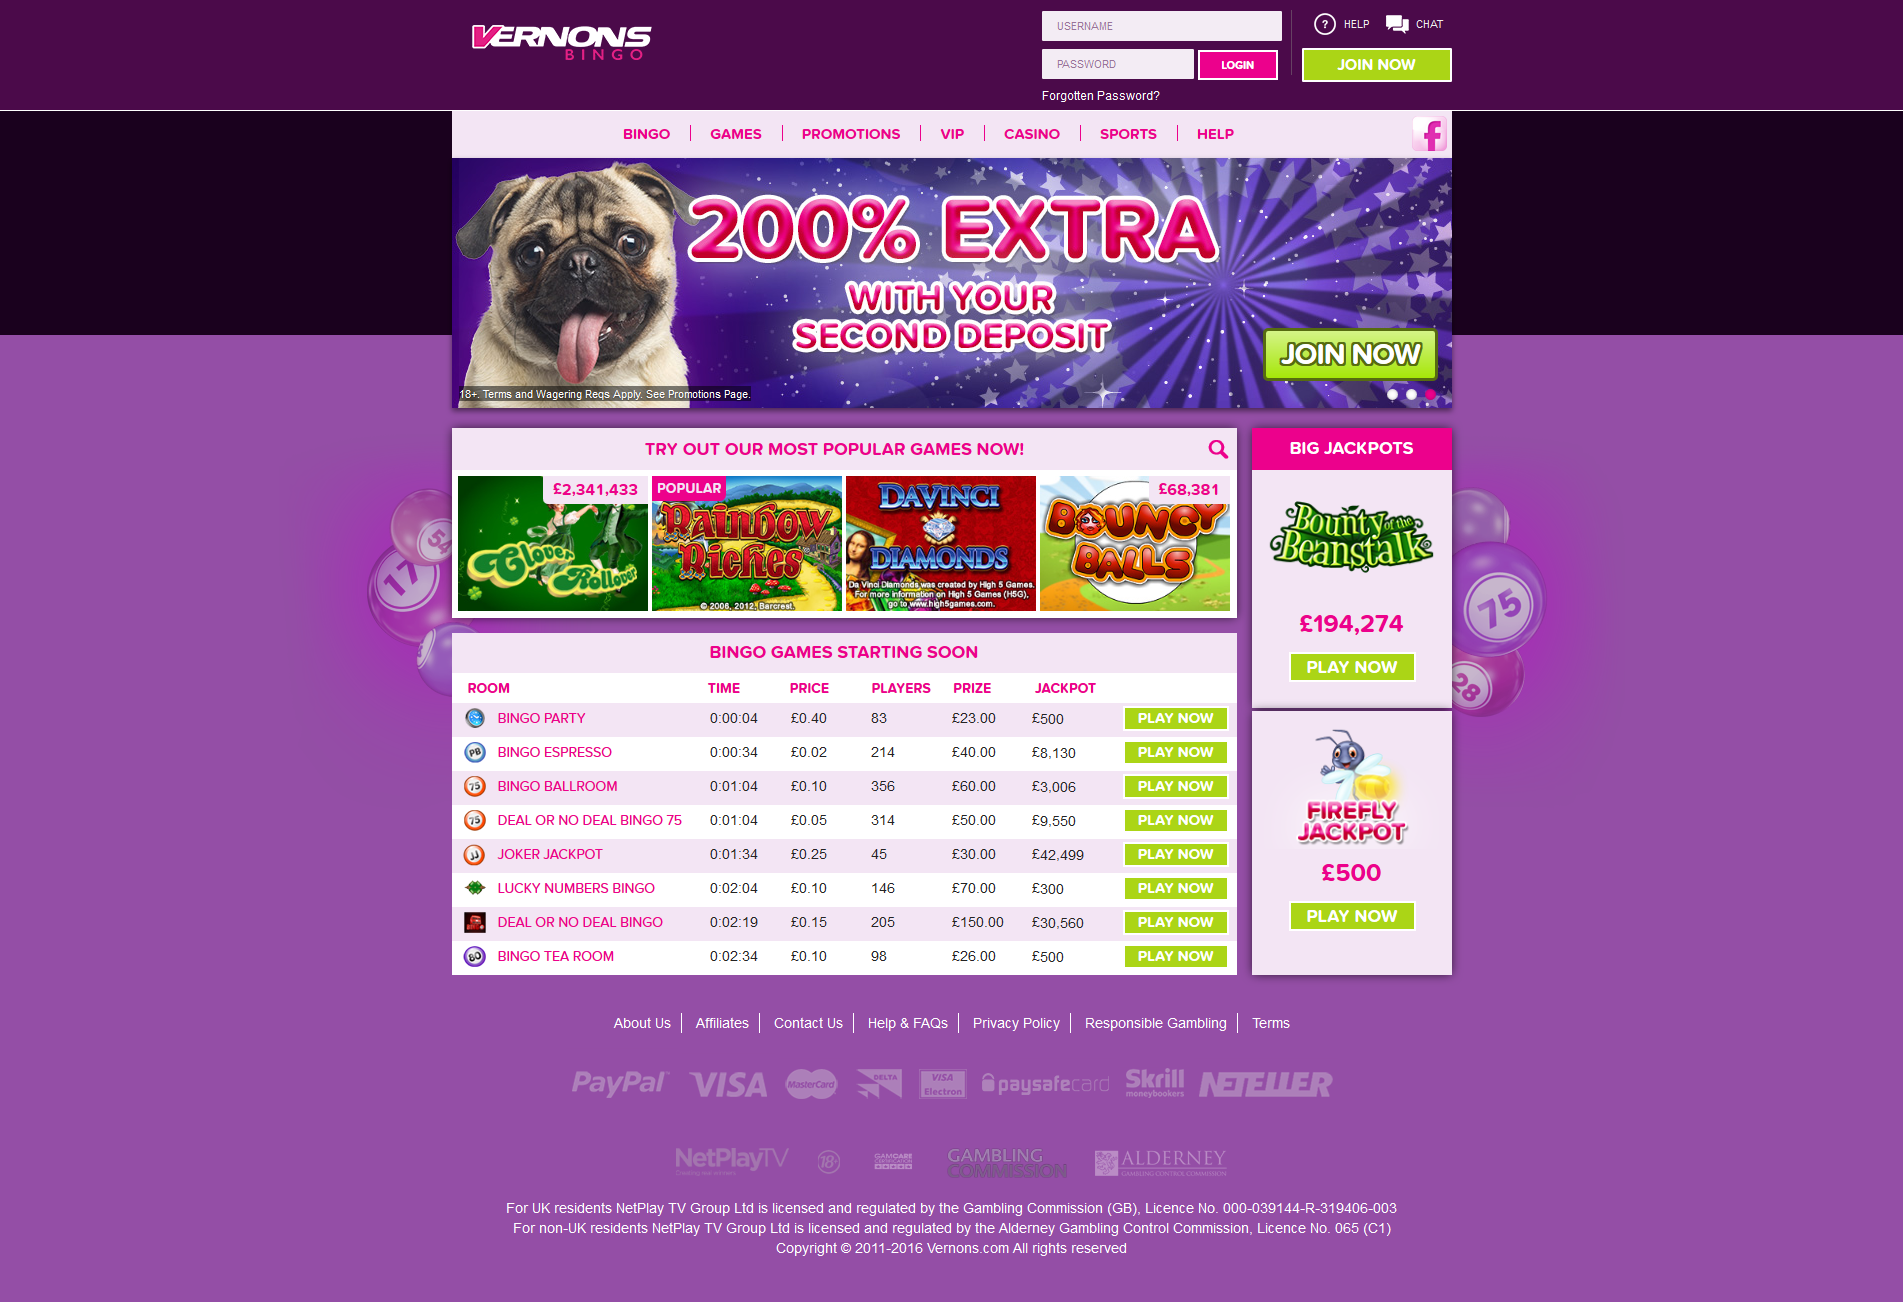 VERNONS
BINGO
USERNAME
PASSWORD
LOGIN
Forgotten Password?
? HELP
CHAT
JOIN NOW
BINGO GAMES PROMOTIONS VIP CASINO SPORTS HELP
f
200% EXTRA
WITH YOUR
SECOND DEPOSIT
JOIN NOW
18+. Terms and Wagering Reqs Apply. See Promotions Page.
TRY OUT OUR MOST POPULAR GAMES NOW!
£2,341,433
Clover
Rollover
POPULAR
Rainbow
Riches
© 2006, 2012, Barcrest.
DAVINCI
DIAMONDS
Da Vinci Diamonds was created by High 5 Games.
For more information on High 5 Games (H5G),
go to www.high5games.com.
£68,381
BOUNCY
BALLS
BIG JACKPOTS
Bounty of the
Beanstalk
£194,274
PLAY NOW
FIREFLY
JACKPOT
£500
PLAY NOW
54
17
75
28
BINGO GAMES STARTING SOON
ROOM TIME PRICE PLAYERS PRIZE JACKPOT
BINGO PARTY 0:00:04 £0.40 83 £23.00 £500 PLAY NOW
PB BINGO ESPRESSO 0:00:34 £0.02 214 £40.00 £8,130 PLAY NOW
75 BINGO BALLROOM 0:01:04 £0.10 356 £60.00 £3,006 PLAY NOW
75 DEAL OR NO DEAL BINGO 75 0:01:04 £0.05 314 £50.00 £9,550 PLAY NOW
JJ JOKER JACKPOT 0:01:34 £0.25 45 £30.00 £42,499 PLAY NOW
LUCKY NUMBERS BINGO 0:02:04 £0.10 146 £70.00 £300 PLAY NOW
DEAL OR NO DEAL BINGO 0:02:19 £0.15 205 £150.00 £30,560 PLAY NOW
80 BINGO TEA ROOM 0:02:34 £0.10 98 £26.00 £500 PLAY NOW
About Us Affiliates Contact Us Help & FAQs Privacy Policy Responsible Gambling Terms
PayPal VISA MasterCard DELTA VISA Electron paysafecard Skrill moneybookers NETELLER
NetPlayTV 18+ GAMCARE CERTIFICATION GAMBLING COMMISSION ALDERNEY GAMBLING CONTROL COMMISSION
For UK residents NetPlay TV Group Ltd is licensed and regulated by the Gambling Commission (GB), Licence No. 000-039144-R-319406-003
For non-UK residents NetPlay TV Group Ltd is licensed and regulated by the Alderney Gambling Control Commission, Licence No. 065 (C1)
Copyright © 2011-2016 Vernons.com All rights reserved